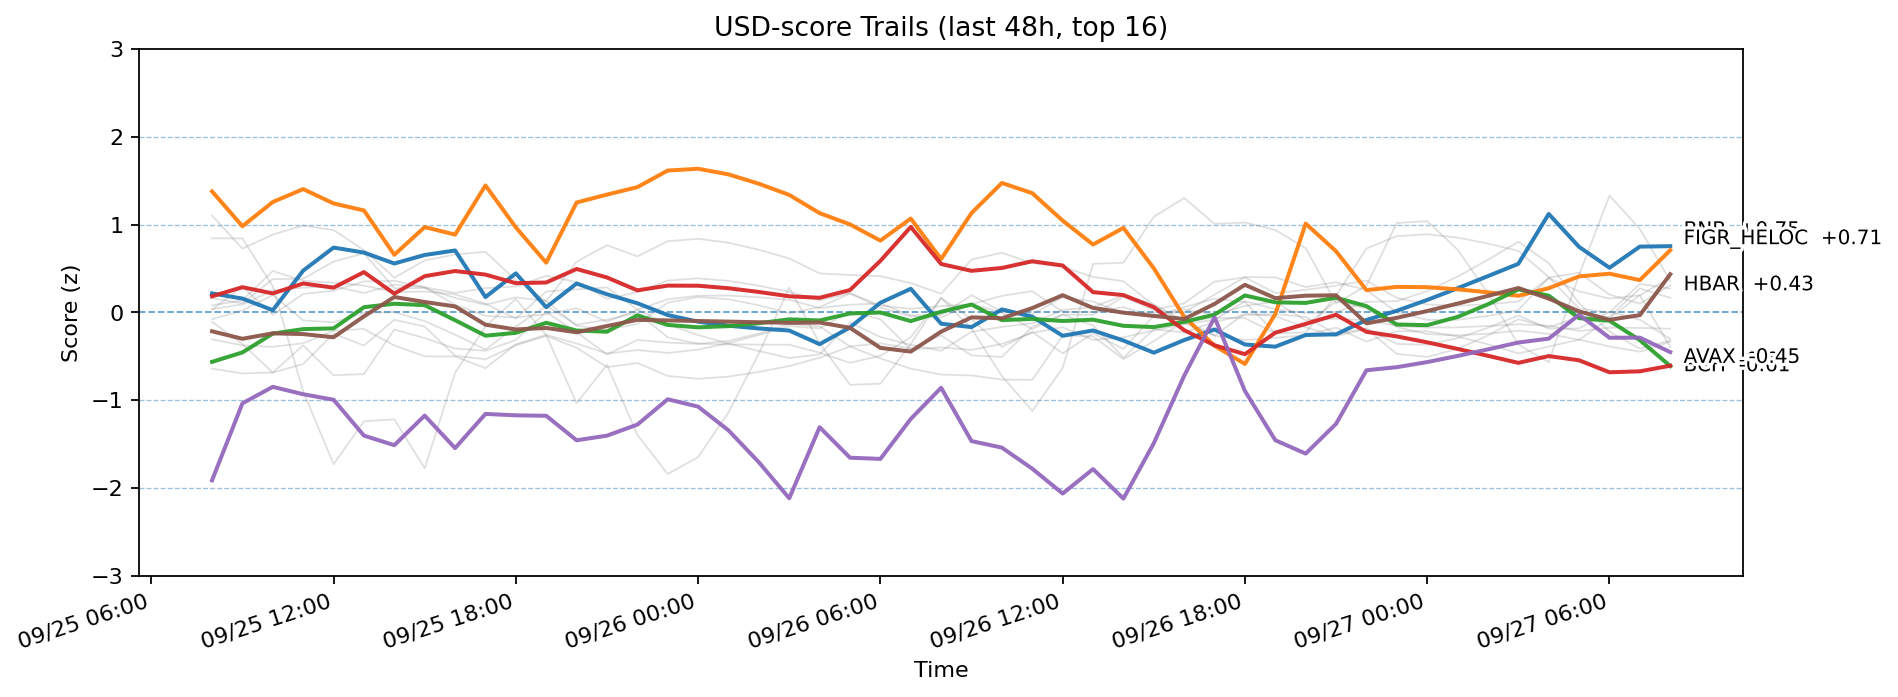 USD-score Trails (last 48h, top 16)
3
2
1
0
−1
−2
−3
Score (z)
FIGR_HELOC +0.71
HBAR +0.43
AVAX -0.45
09/25 06:00
09/25 12:00
09/25 18:00
09/26 00:00
09/26 06:00
09/26 12:00
09/26 18:00
09/27 00:00
09/27 06:00
Time